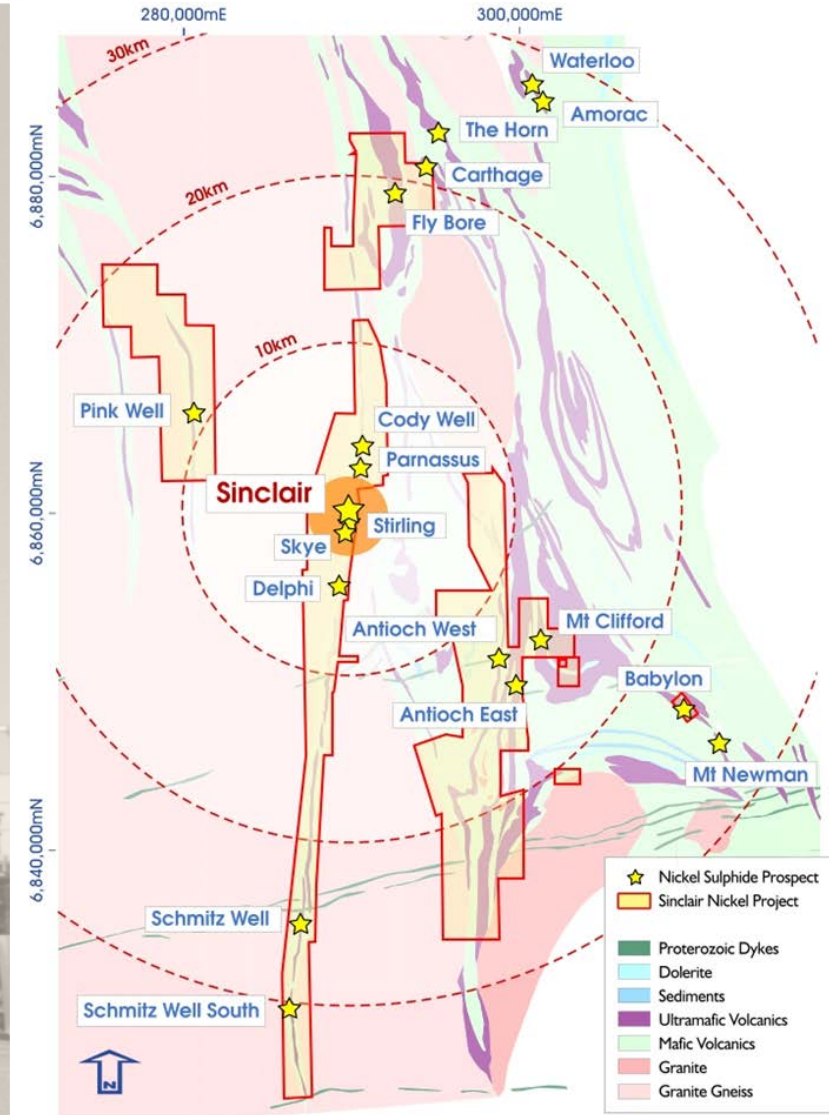 280,000mE
300,000mE
30km
Waterloo
Amorac
The Horn
6,880,000mN
Carthage
20km
Fly Bore
10km
Pink Well
Cody Well
Parnassus
Sinclair
6,860,000mN
Stirling
Skye
Delphi
Mt Clifford
Antioch West
Babylon
Antioch East
Mt Newman
6,840,000mN
Nickel Sulphide Prospect
Sinclair Nickel Project
Schmitz Well
Proterozoic Dykes
Dolerite
Sediments
Schmitz Well South
Ultramafic Volcanics
Mafic Volcanics
Granite
Granite Gneiss
N